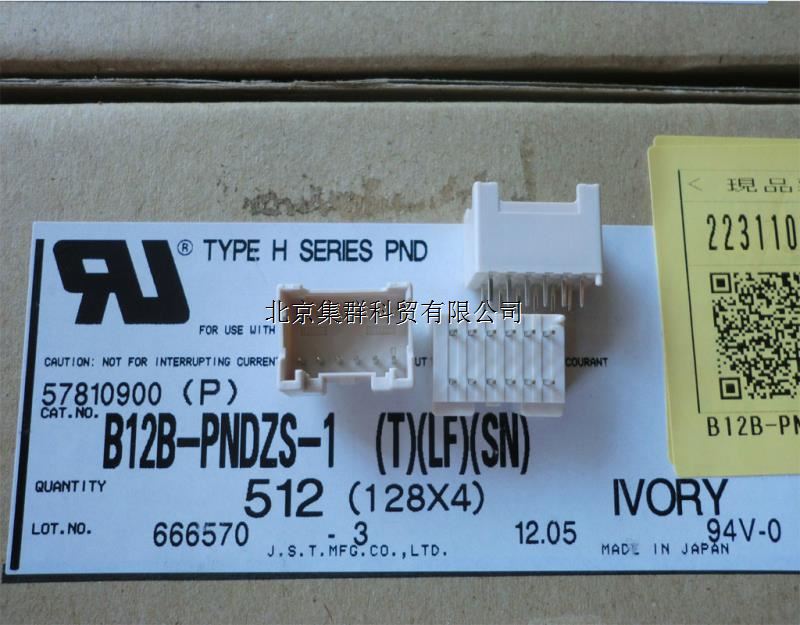 ® TYPE H SERIES PND
北京集群科贸有限公司
FOR USE WITH
CAUTION: NOT FOR INTERRUPTING CURRENT
COURANT
57810900 (P)
CAT.NO.
B12B-PNDZS-1 (T)(LF)(SN)
QUANTITY
512 (128X4)
IVORY
LOT.NO.
666570 - 3
12.05
94V-0
J.S.T.MFG.CO.,LTD.
MADE IN JAPAN
< 現品
223110
B12B-PN